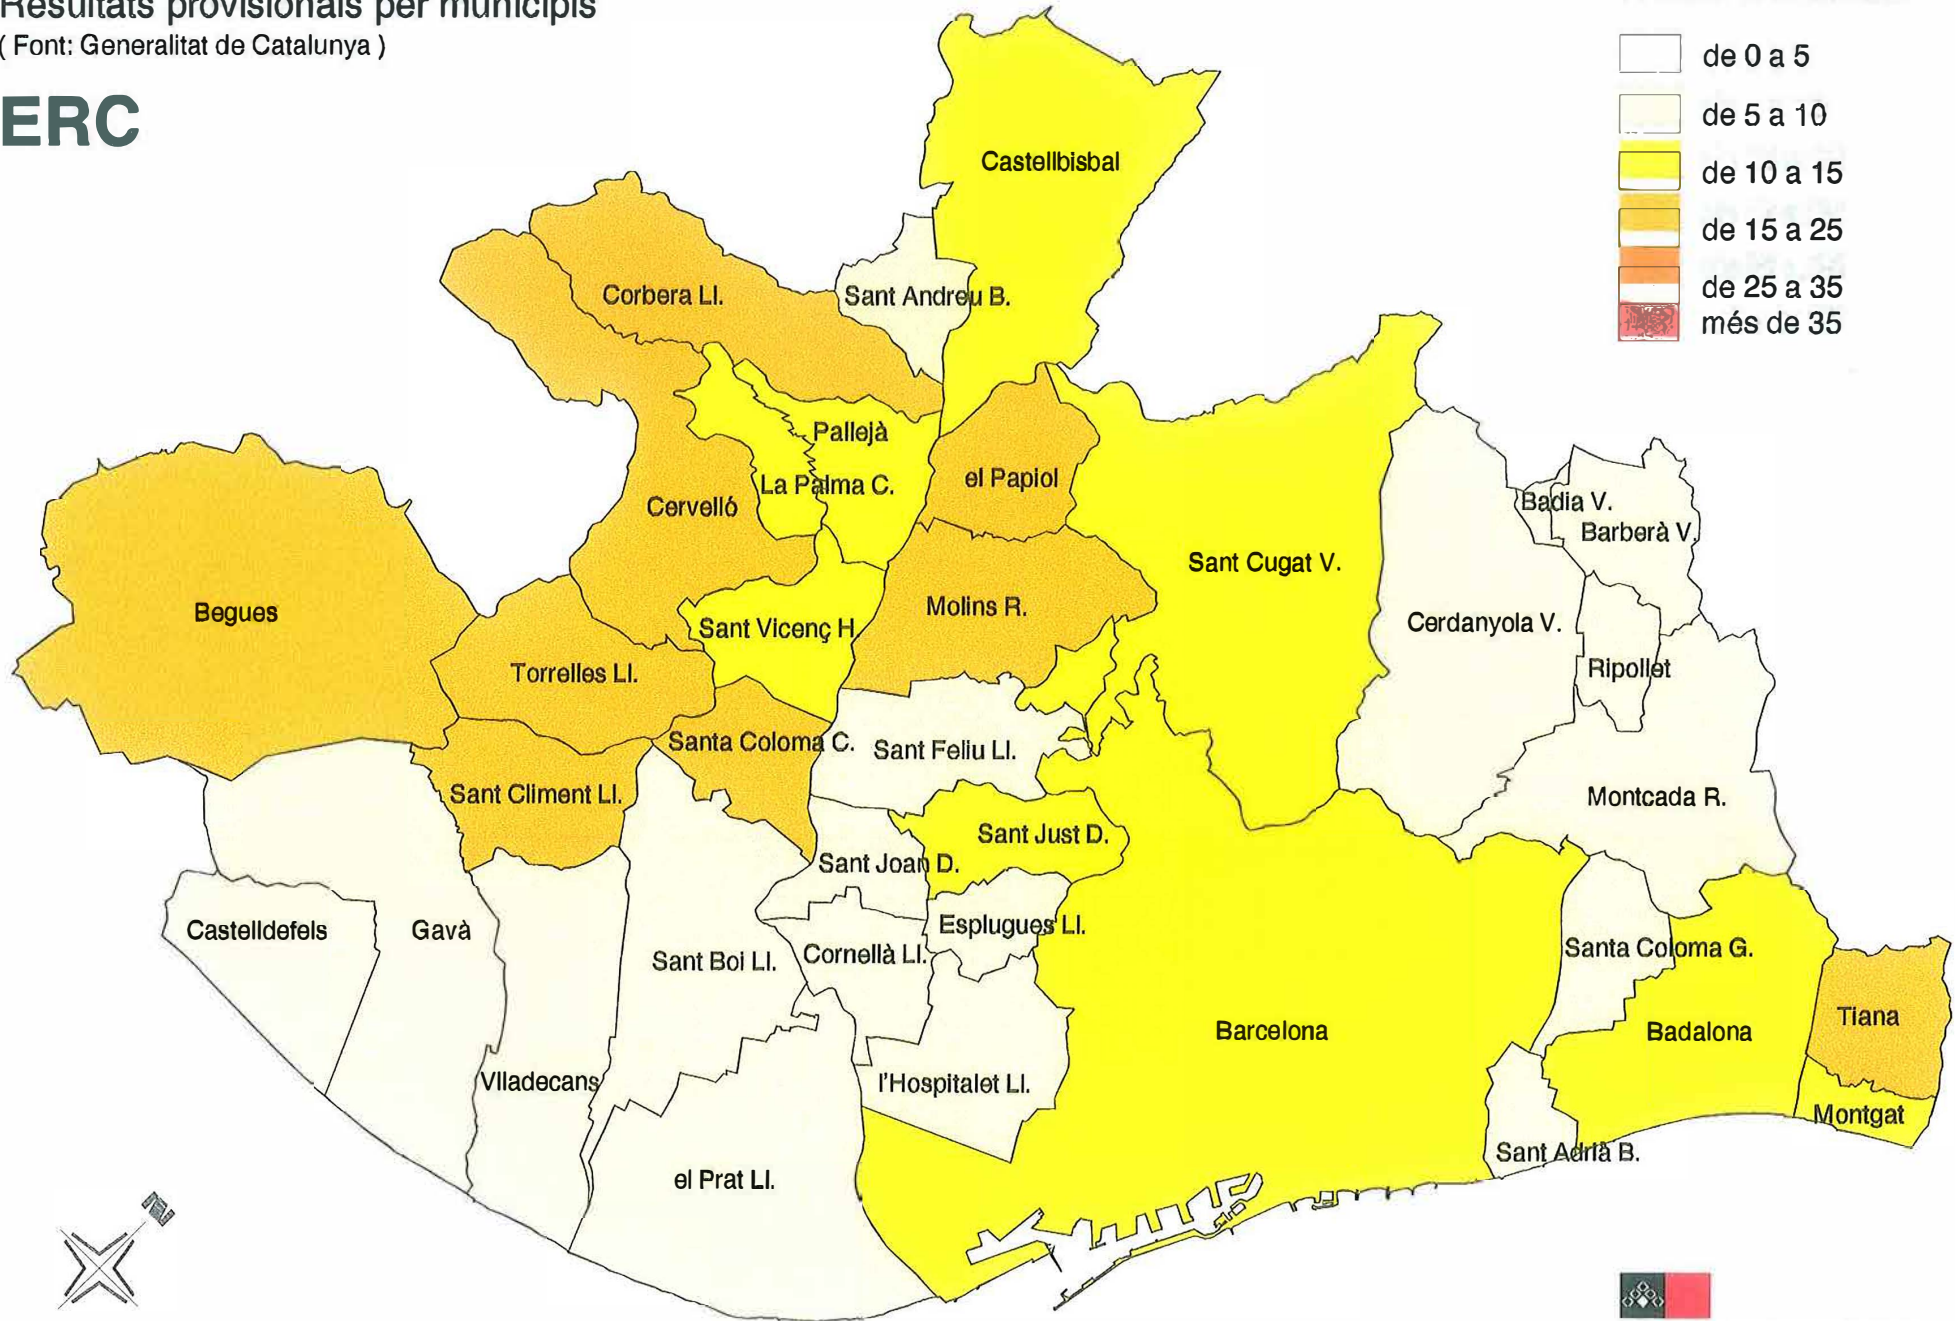 Resultats provisionals per municipis
( Font: Generalitat de Catalunya )
ERC
de 0 a 5
de 5 a 10
de 10 a 15
de 15 a 25
de 25 a 35
més de 35
Castellbisbal
Corbera Ll.
Sant Andreu B.
Pallejà
La Palma C.
el Papiol
Cervelló
Badia V.
Barberà V.
Sant Cugat V.
Begues
Molins R.
Sant Vicenç H.
Cerdanyola V.
Torrelles Ll.
Ripollet
Santa Coloma C.
Sant Feliu Ll.
Sant Climent Ll.
Montcada R.
Sant Just D.
Sant Joan D.
Castelldefels
Gavà
Esplugues Ll.
Sant Boi Ll.
Cornellà Ll.
Santa Coloma G.
Tiana
Barcelona
Badalona
VIladecans
l'Hospitalet Ll.
Montgat
Sant Adrià B.
el Prat Ll.
N